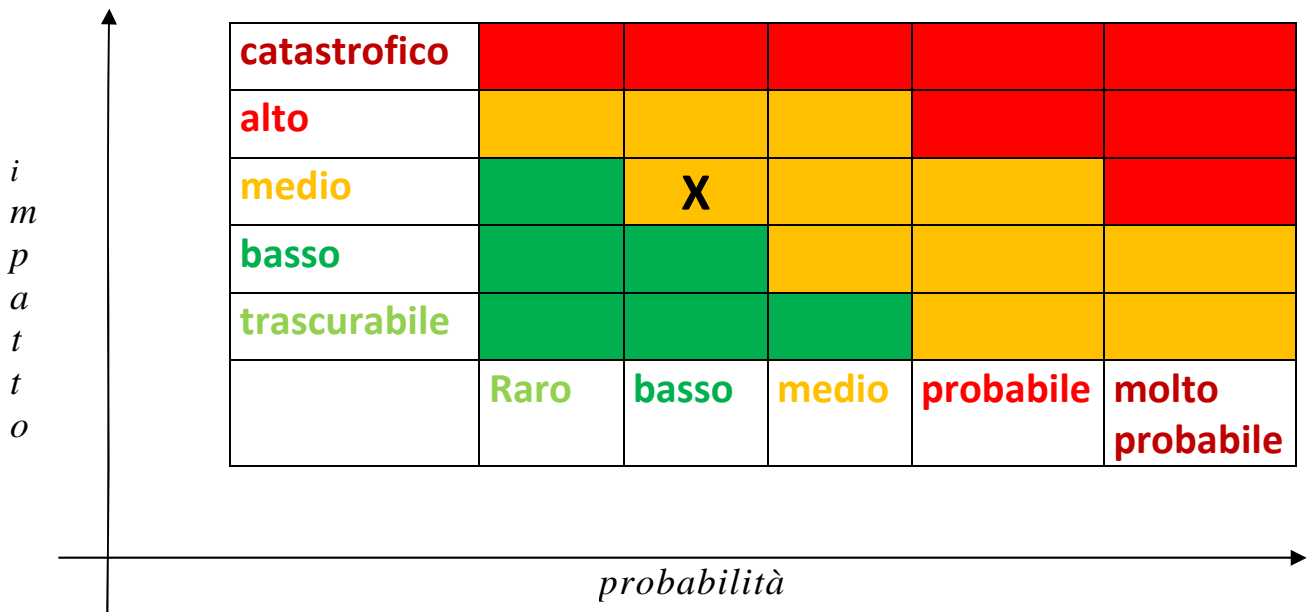 catastrofico
alto
medio
X
basso
trascurabile
Raro
basso
medio
probabile
molto
probabile
i
m
p
a
t
t
o
probabilità